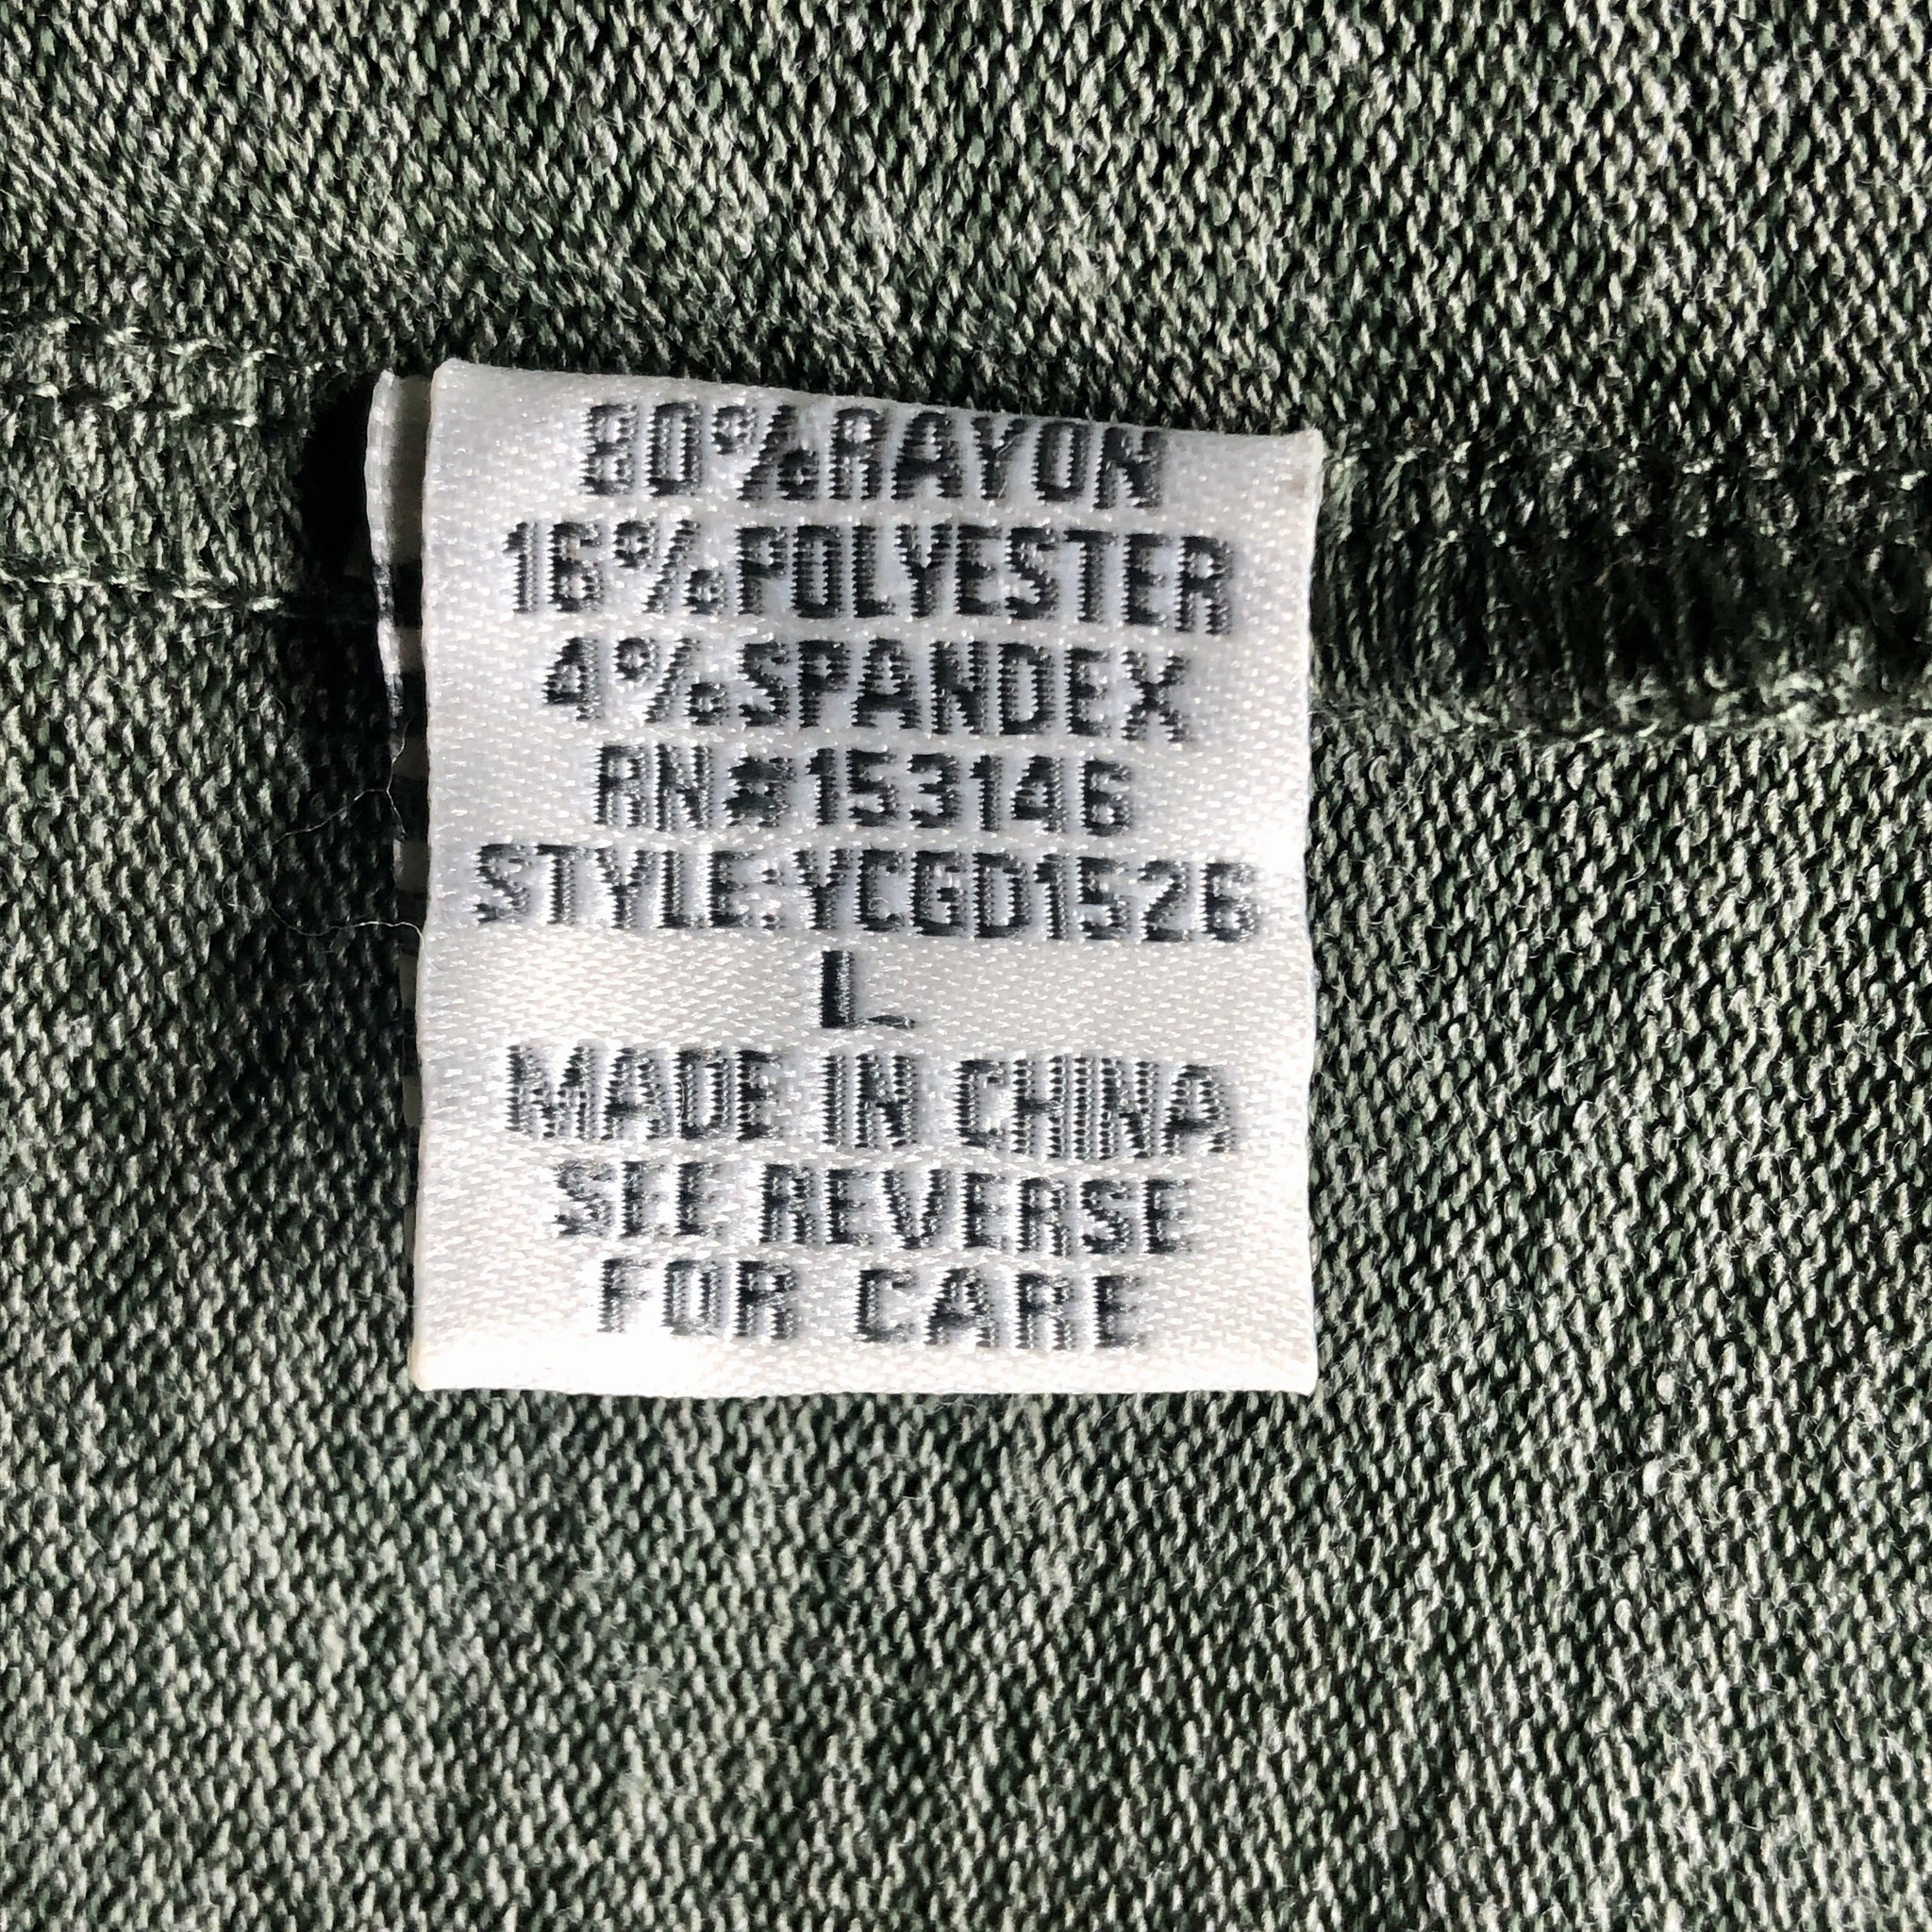 80%RAYON
16%POLYESTER
4%SPANDEX
RN#153146
STYLE:YCGD1526
L
MADE IN CHINA
SEE REVERSE
FOR CARE